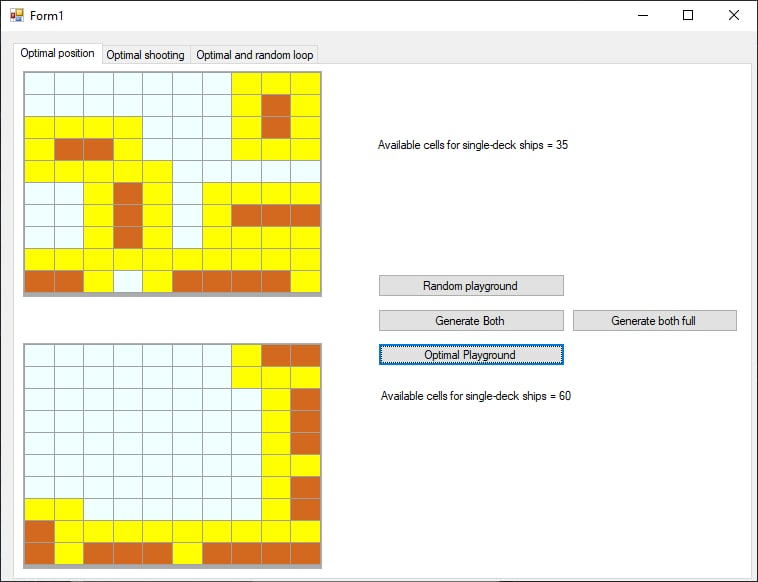 Form1
Optimal position
Optimal shooting
Optimal and random loop
Available cells for single-deck ships = 35
Random playground
Generate Both
Generate both full
Optimal Playground
Available cells for single-deck ships = 60